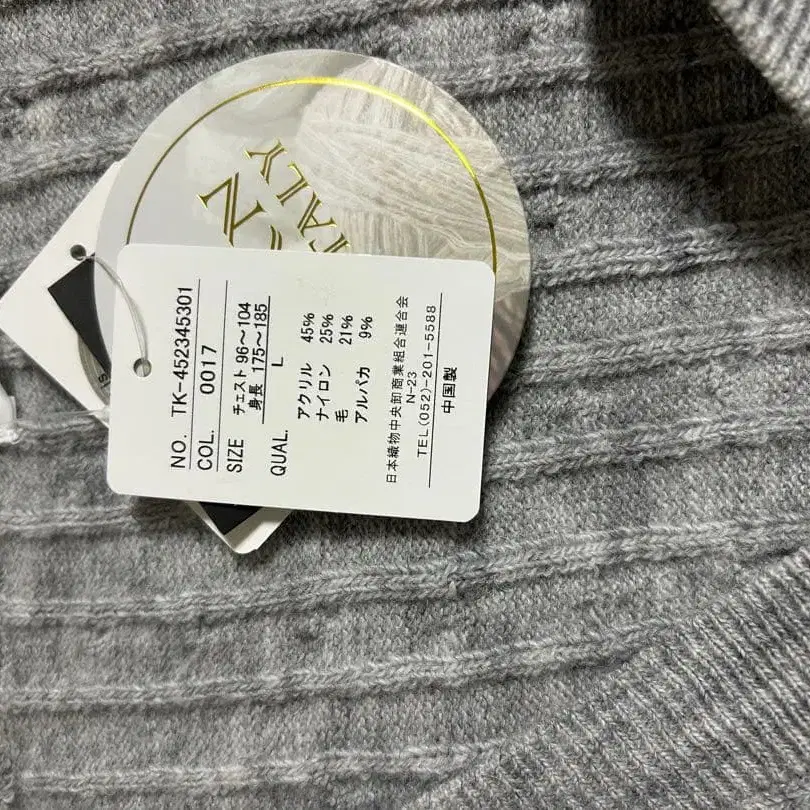 NO. TK-452345301
COL. 0017
SIZE チェスト 96～104
身長 175～185
L
QUAL. アクリル 45%
ナイロン 25%
毛 21%
アルパカ 9%
日本織物中央卸商業組合連合会
N-23
TEL(052)-201-5588
中国製